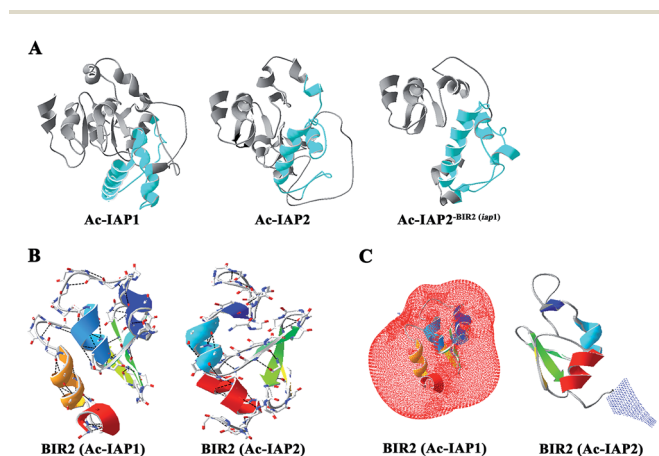 A
Ac-IAP1
Ac-IAP2
Ac-IAP2-BIR2 (iap1)
B
C
BIR2 (Ac-IAP1)
BIR2 (Ac-IAP2)
BIR2 (Ac-IAP1)
BIR2 (Ac-IAP2)